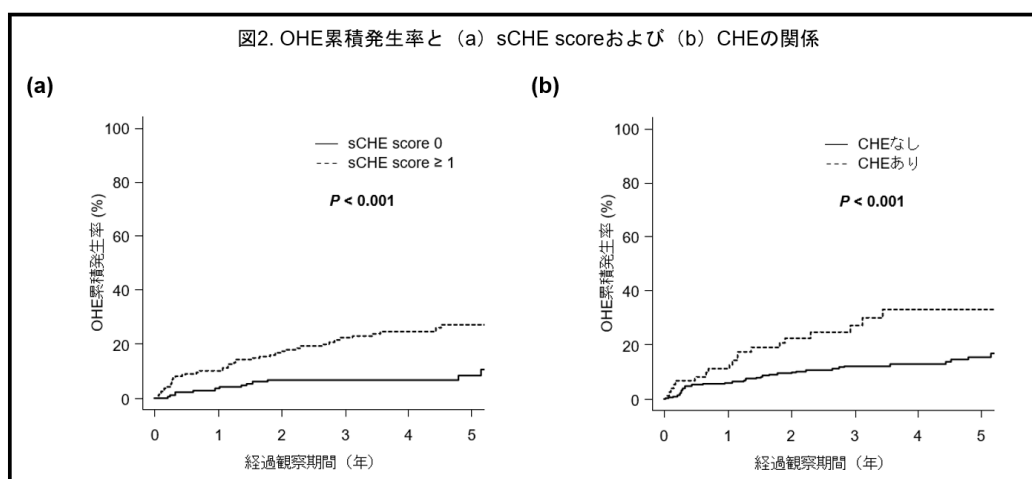 図2. OHE累積発生率と（a）sCHE scoreおよび（b）CHEの関係
(a)
100
80
60
40
20
0
OHE累積発生率 (%)
sCHE score 0
sCHE score ≥ 1
P < 0.001
0 1 2 3 4 5
経過観察期間（年）
(b)
100
80
60
40
20
0
OHE累積発生率 (%)
CHEなし
CHEあり
P < 0.001
0 1 2 3 4 5
経過観察期間（年）